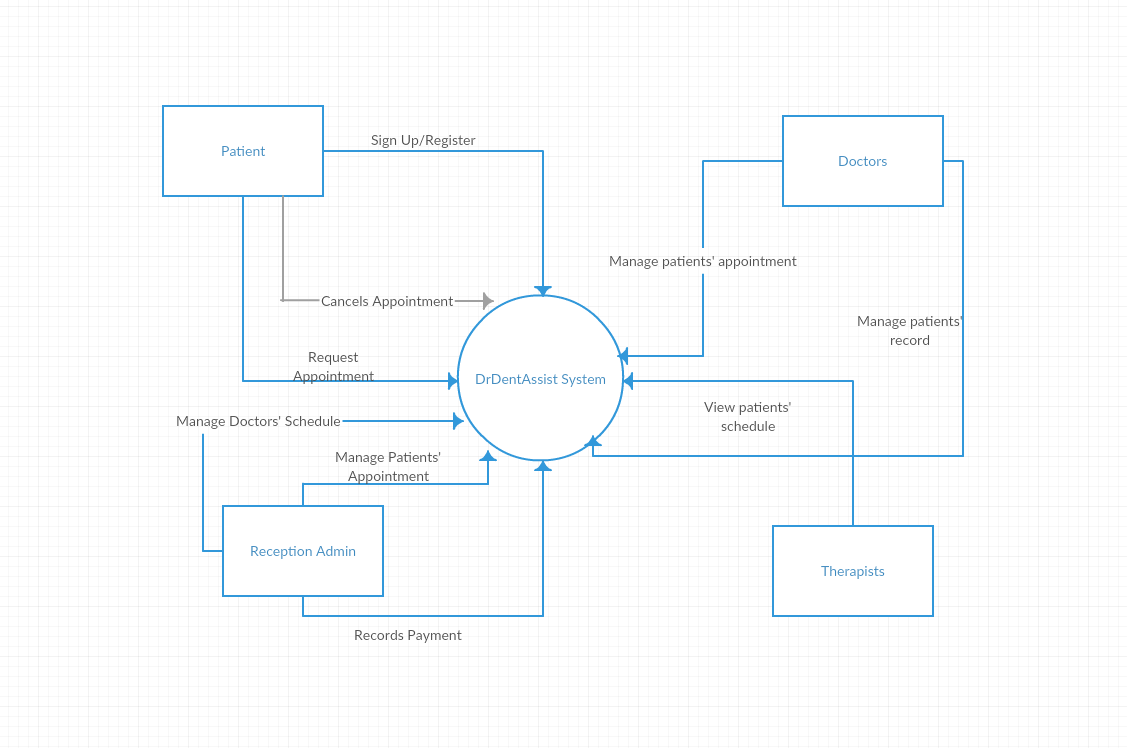 Sign Up/Register
Patient
Doctors
Manage patients' appointment
Cancels Appointment
Manage patients'
record
Request
Appointment
DrDentAssist System
View patients'
schedule
Manage Doctors' Schedule
Manage Patients'
Appointment
Reception Admin
Therapists
Records Payment